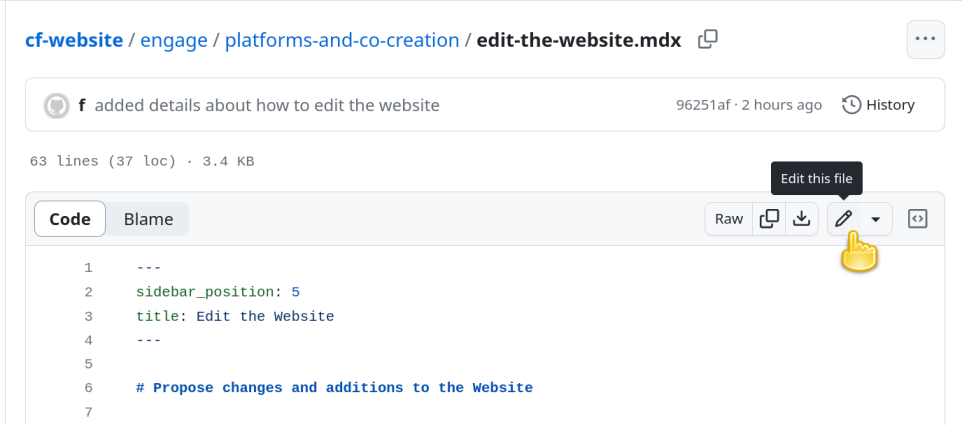 cf-website / engage / platforms-and-co-creation / edit-the-website.mdx
f added details about how to edit the website 96251af · 2 hours ago History
63 lines (37 loc) · 3.4 KB
Edit this file
Code Blame Raw
1 ---
2 sidebar_position: 5
3 title: Edit the Website
4 ---
5
6 # Propose changes and additions to the Website
7